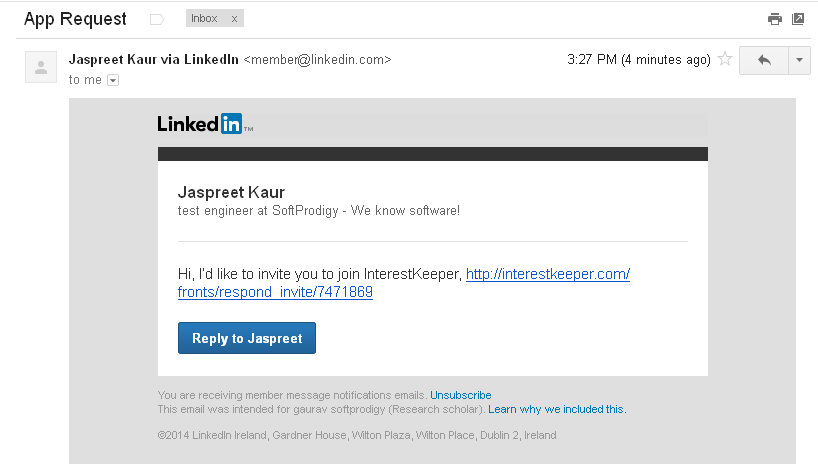 App Request
Inbox x
Jaspreet Kaur via LinkedIn <member@linkedin.com>
3:27 PM (4 minutes ago)
to me
Linked in ™
Jaspreet Kaur
test engineer at SoftProdigy - We know software!
Hi, I'd like to invite you to join InterestKeeper, http://interestkeeper.com/
fronts/respond_invite/7471869
Reply to Jaspreet
You are receiving member message notifications emails. Unsubscribe
This email was intended for gaurav softprodigy (Research scholar). Learn why we included this.
©2014 LinkedIn Ireland, Gardner House, Wilton Plaza, Wilton Place, Dublin 2, Ireland